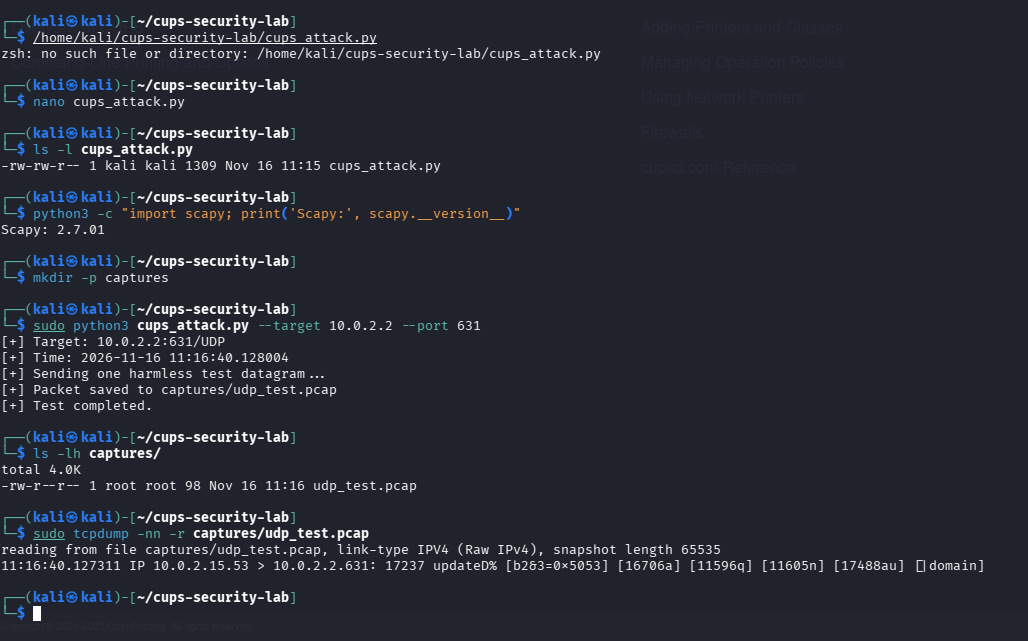 ┌──(kali㉿kali)-[~/cups-security-lab]
└─$ /home/kali/cups-security-lab/cups_attack.py
zsh: no such file or directory: /home/kali/cups-security-lab/cups_attack.py
┌──(kali㉿kali)-[~/cups-security-lab]
└─$ nano cups_attack.py
┌──(kali㉿kali)-[~/cups-security-lab]
└─$ ls -l cups_attack.py
-rw-rw-r-- 1 kali kali 1309 Nov 16 11:15 cups_attack.py
┌──(kali㉿kali)-[~/cups-security-lab]
└─$ python3 -c "import scapy; print('Scapy:', scapy.__version__)"
Scapy: 2.7.01
┌──(kali㉿kali)-[~/cups-security-lab]
└─$ mkdir -p captures
┌──(kali㉿kali)-[~/cups-security-lab]
└─$ sudo python3 cups_attack.py --target 10.0.2.2 --port 631
[+] Target: 10.0.2.2:631/UDP
[+] Time: 2026-11-16 11:16:40.128004
[+] Sending one harmless test datagram...
[+] Packet saved to captures/udp_test.pcap
[+] Test completed.
┌──(kali㉿kali)-[~/cups-security-lab]
└─$ ls -lh captures/
total 4.0K
-rw-r--r-- 1 root root 98 Nov 16 11:16 udp_test.pcap
┌──(kali㉿kali)-[~/cups-security-lab]
└─$ sudo tcpdump -nn -r captures/udp_test.pcap
reading from file captures/udp_test.pcap, link-type IPV4 (Raw IPv4), snapshot length 65535
11:16:40.127311 IP 10.0.2.15.53 > 10.0.2.2.631: 17237 updateD% [b2&3=0×5053] [16706a] [11596q] [11605n] [17488au] [|domain]
┌──(kali㉿kali)-[~/cups-security-lab]
└─$
Adding Printers and Classes
Managing Operation Policies
Using Network Printers
Firewalls
cupsd.conf Reference